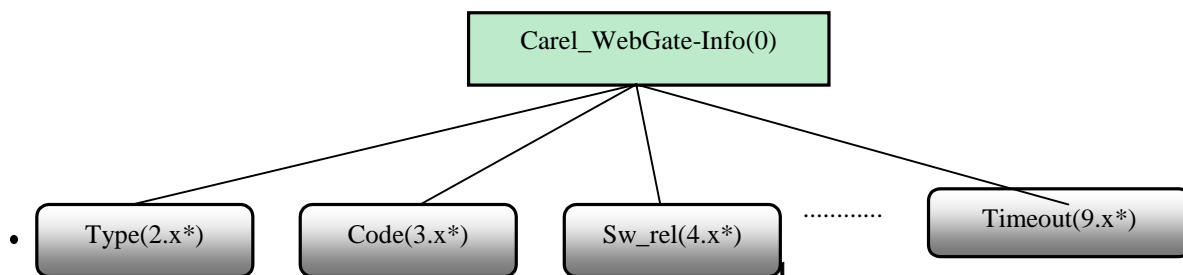 Carel_WebGate-Info(0)
Type(2.x*)
Code(3.x*)
Sw_rel(4.x*)
............
Timeout(9.x*)